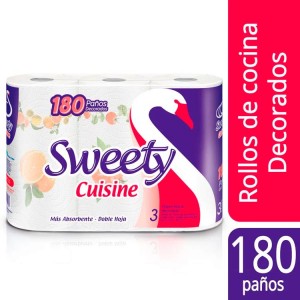 180 Paños
Decorados
Sweety
Cuisine
Más Absorbente - Doble Hoja
3
Rollos de cocina
Decorados
180
paños